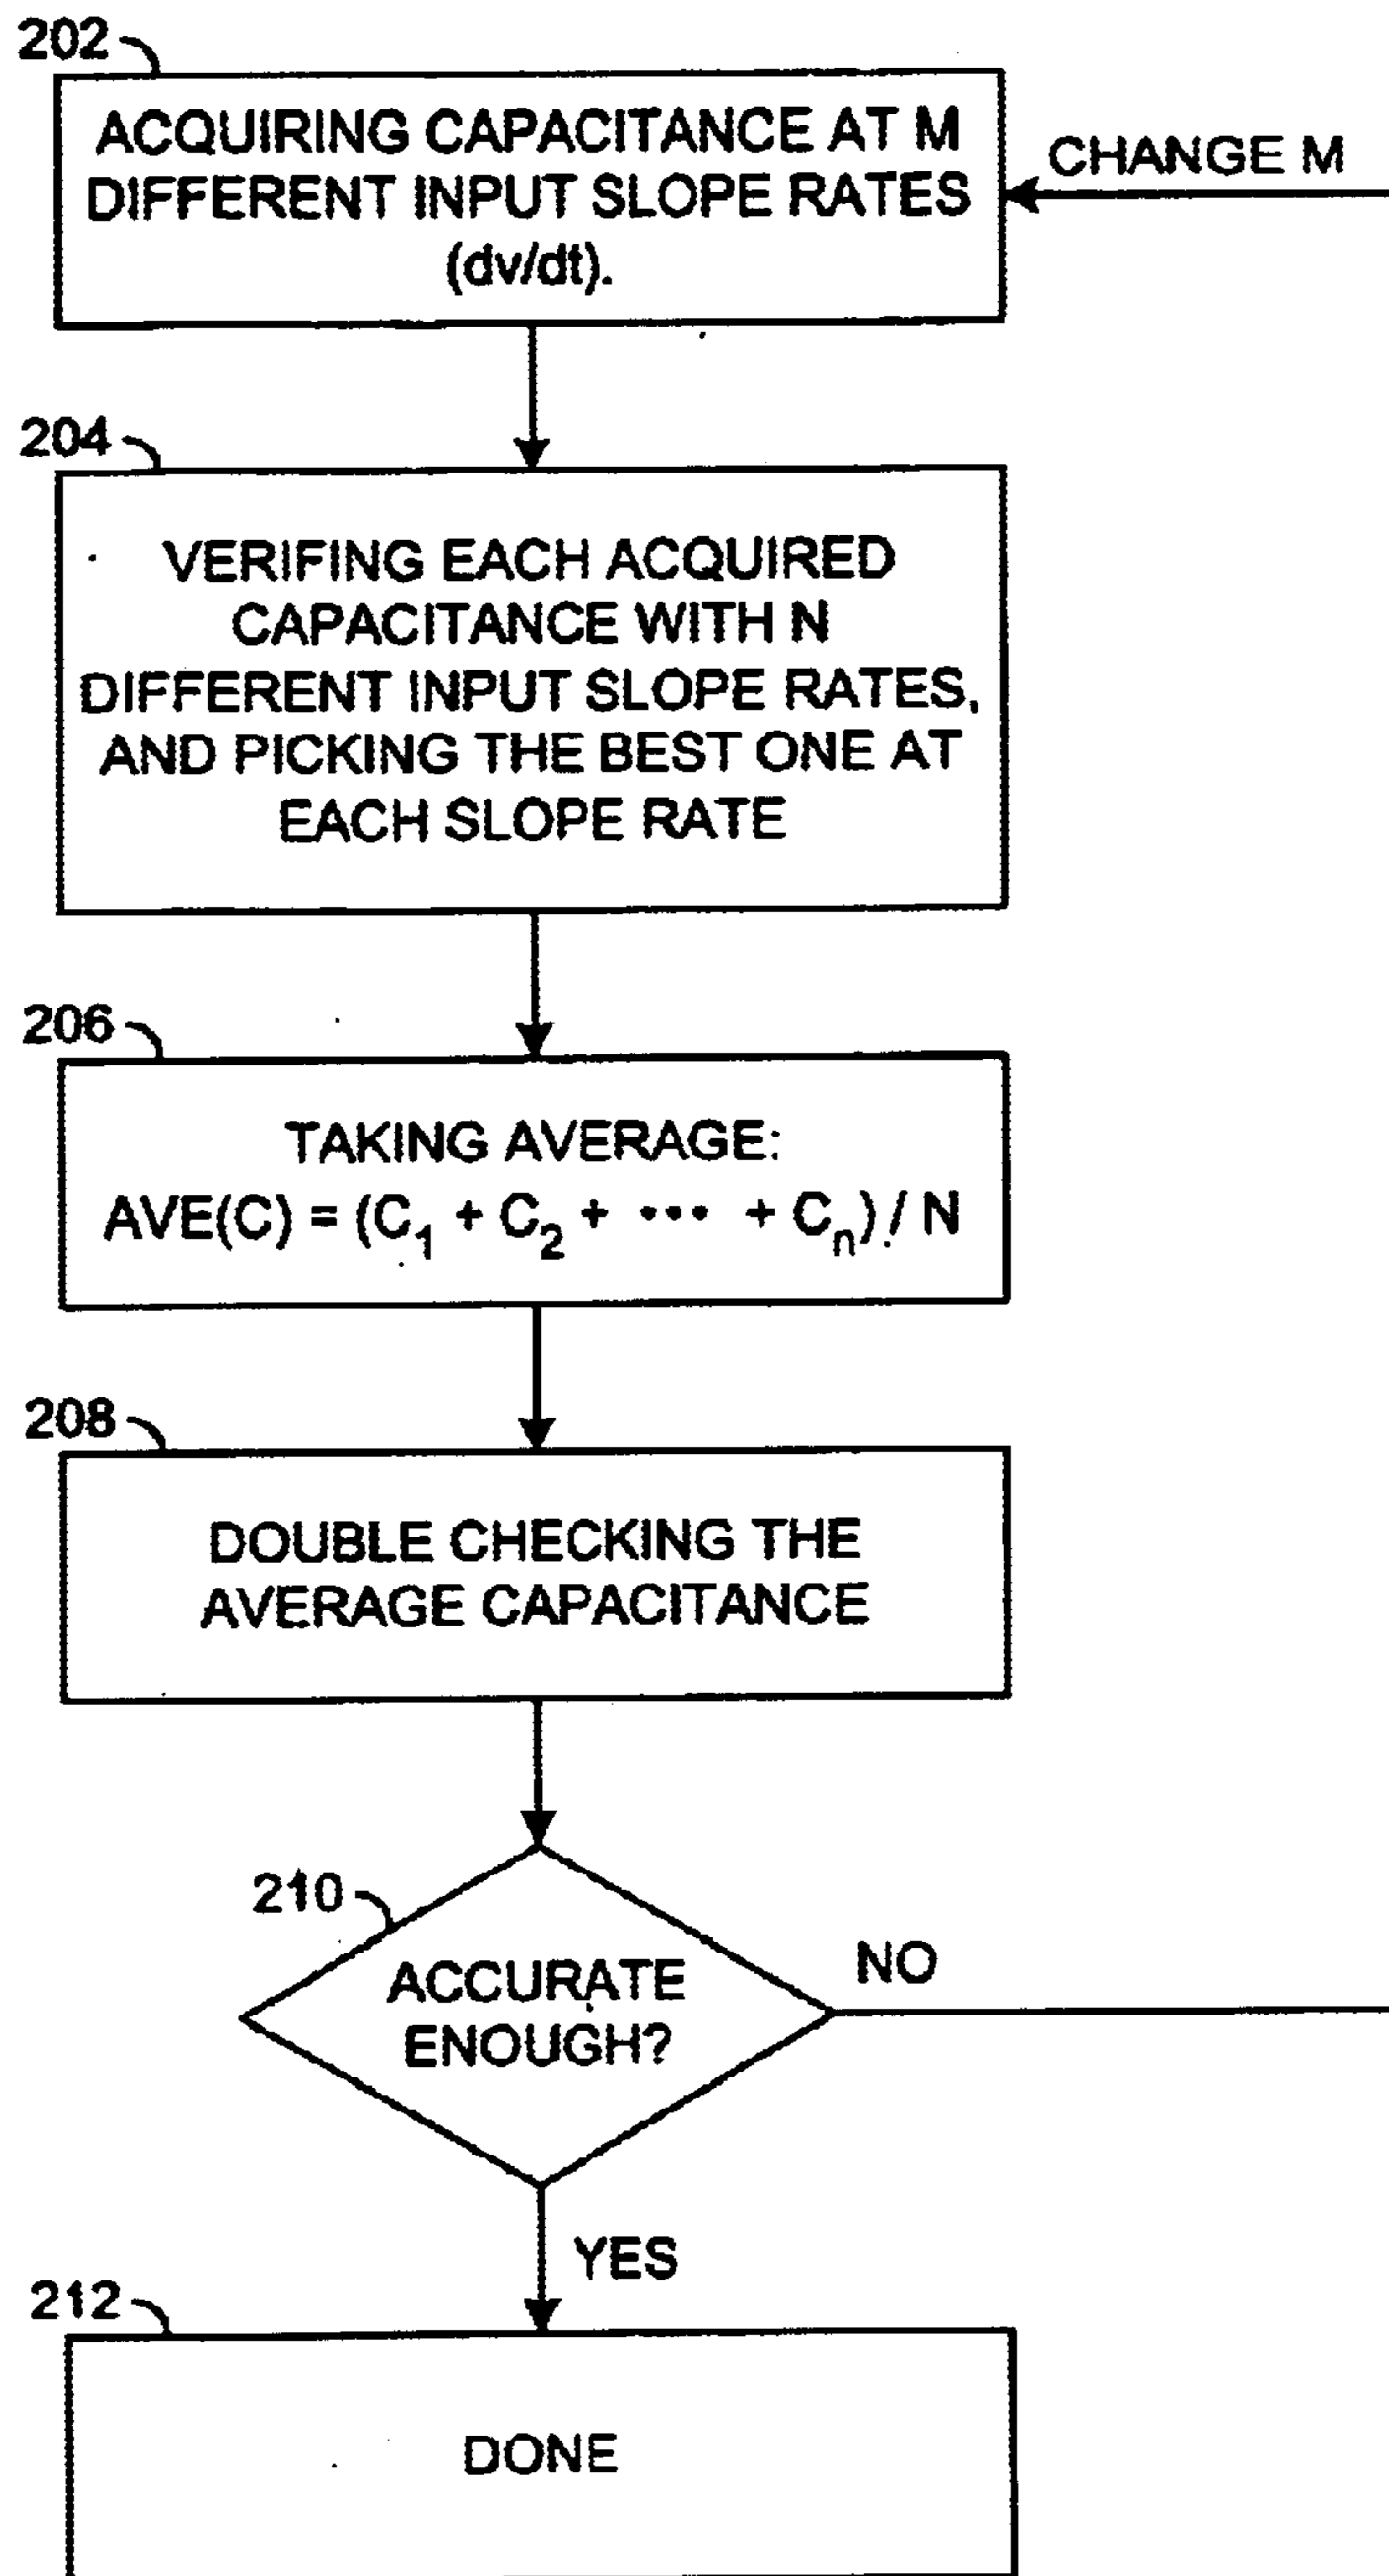 202
ACQUIRING CAPACITANCE AT M
DIFFERENT INPUT SLOPE RATES
(dv/dt).
CHANGE M
204
VERIFING EACH ACQUIRED
CAPACITANCE WITH N
DIFFERENT INPUT SLOPE RATES,
AND PICKING THE BEST ONE AT
EACH SLOPE RATE
206
TAKING AVERAGE:
AVE(C) = (C₁ + C₂ + ··· + Cₙ) / N
208
DOUBLE CHECKING THE
AVERAGE CAPACITANCE
210
ACCURATE
ENOUGH?
NO
YES
212
DONE